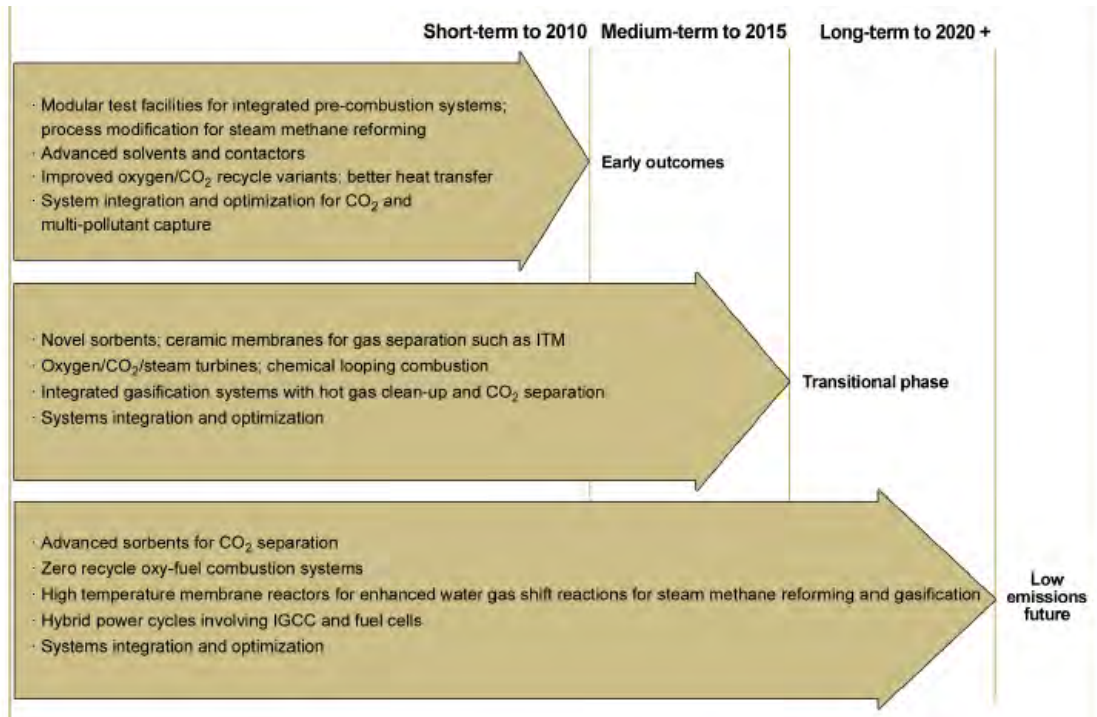 Short-term to 2010 Medium-term to 2015 Long-term to 2020 +
· Modular test facilities for integrated pre-combustion systems;
process modification for steam methane reforming
· Advanced solvents and contactors
· Improved oxygen/CO₂ recycle variants; better heat transfer
· System integration and optimization for CO₂ and
multi-pollutant capture
Early outcomes
· Novel sorbents; ceramic membranes for gas separation such as ITM
· Oxygen/CO₂/steam turbines; chemical looping combustion
· Integrated gasification systems with hot gas clean-up and CO₂ separation
· Systems integration and optimization
Transitional phase
· Advanced sorbents for CO₂ separation
· Zero recycle oxy-fuel combustion systems
· High temperature membrane reactors for enhanced water gas shift reactions for steam methane reforming and gasification
· Hybrid power cycles involving IGCC and fuel cells
· Systems integration and optimization
Low
emissions
future